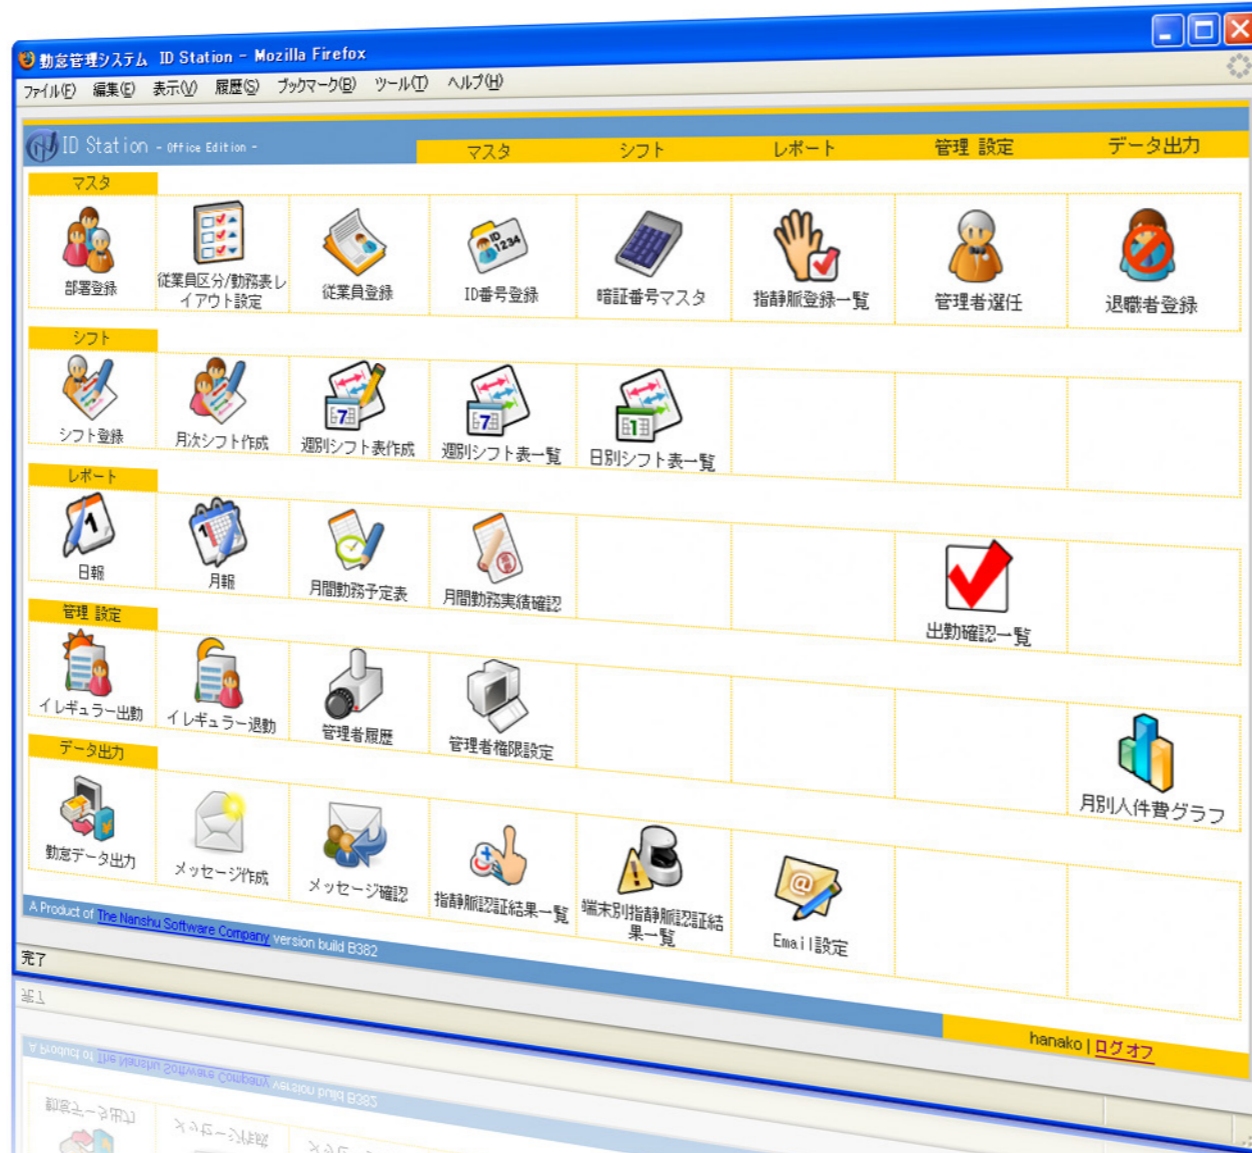 勤怠管理システム ID Station - Mozilla Firefox
ファイル(F) 編集(E) 表示(V) 履歴(S) ブックマーク(B) ツール(T) ヘルプ(H)
ID Station - Office Edition -
マスタ シフト レポート 管理 設定 データ出力
マスタ
部署登録
従業員区分/勤務表レ
イアウト設定
従業員登録
ID
1234
ID番号登録
暗証番号マスタ
指静脈登録一覧
管理者選任
退職者登録
シフト
シフト登録
月次シフト作成
7
週別シフト表作成
7
週別シフト表一覧
1
日別シフト表一覧
レポート
1
日報
1
月報
月間勤務予定表
月間勤務実績確認
出勤確認一覧
管理 設定
イレギュラー出勤
イレギュラー退勤
管理者履歴
管理者権限設定
月別人件費グラフ
データ出力
勤怠データ出力
メッセージ作成
メッセージ確認
指静脈認証結果一覧
端末別指静脈認証結
果一覧
@
Email設定
A Product of The Nanshu Software Company version build B382
hanako | ログオフ
完了